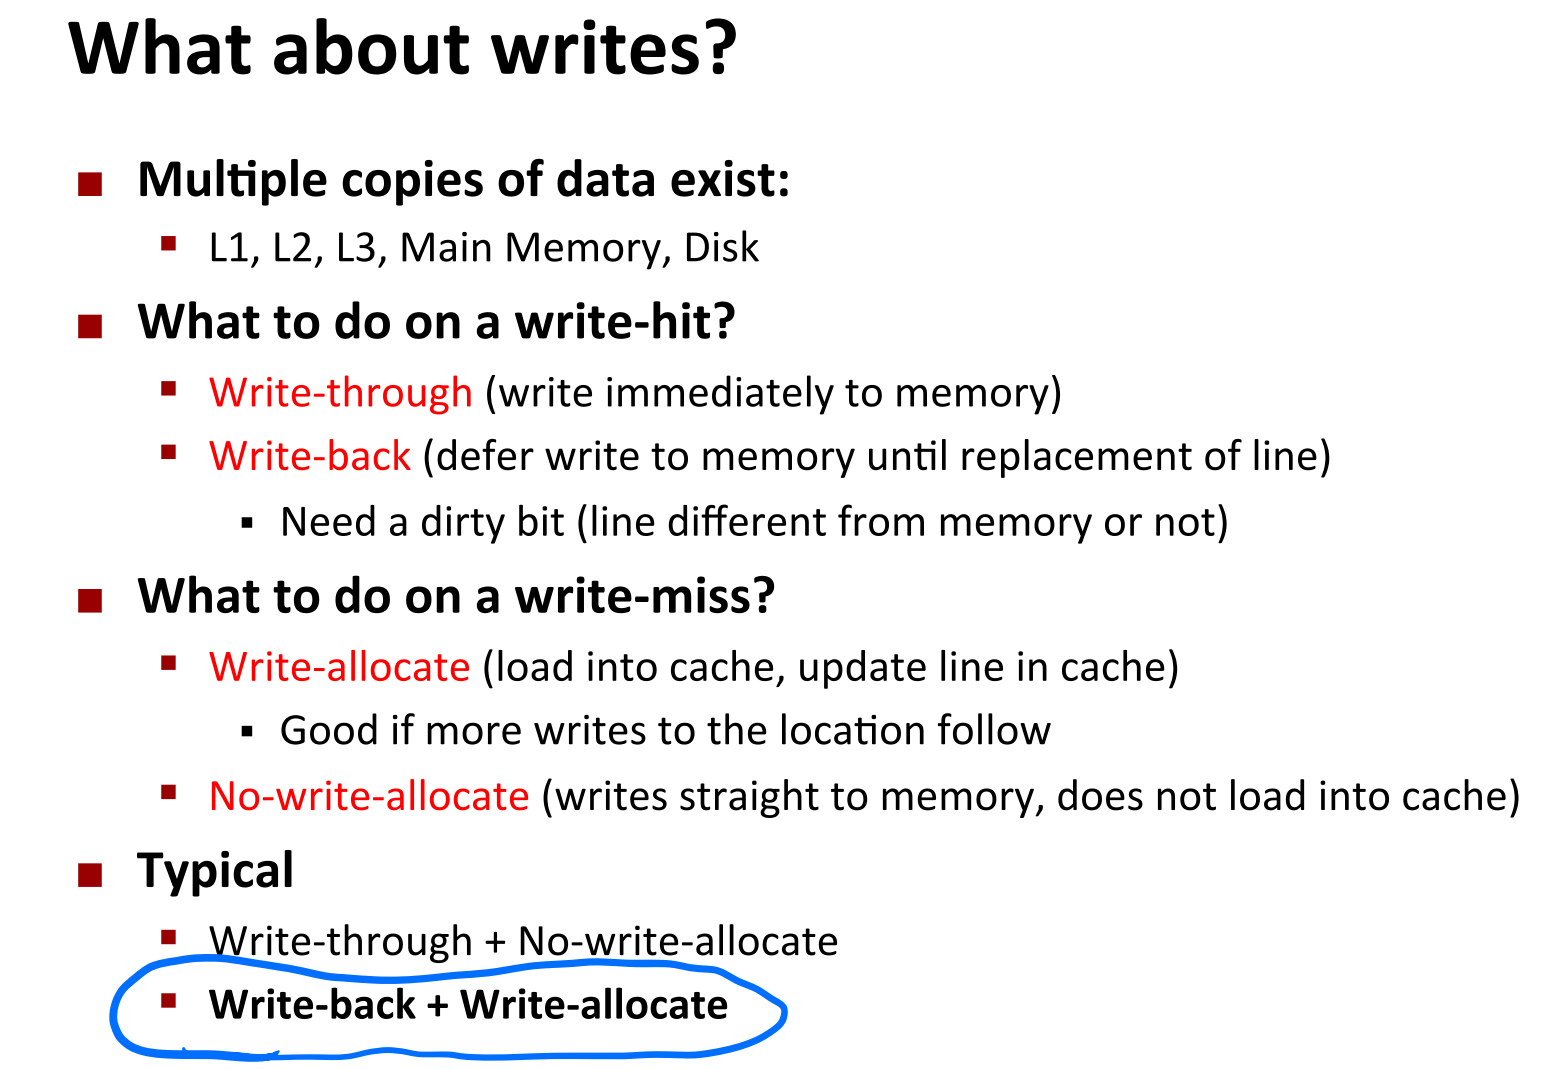 What about writes?
Multiple copies of data exist:
L1, L2, L3, Main Memory, Disk
What to do on a write-hit?
Write-through (write immediately to memory)
Write-back (defer write to memory until replacement of line)
Need a dirty bit (line different from memory or not)
What to do on a write-miss?
Write-allocate (load into cache, update line in cache)
Good if more writes to the location follow
No-write-allocate (writes straight to memory, does not load into cache)
Typical
Write-through + No-write-allocate
Write-back + Write-allocate